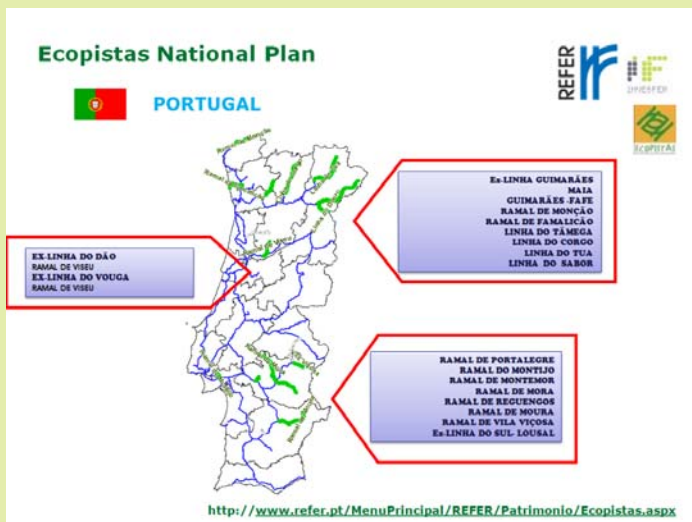 Ecopistas National Plan
REFER
PORTUGAL
Ex-LINHA GUIMARÃES
MAIA
GUIMARÃES -FAFE
RAMAL DE MONÇÃO
RAMAL DE FAMALICÃO
LINHA DO TÂMEGA
LINHA DO CORGO
LINHA DO TUA
LINHA DO SABOR
EX-LINHA DO DÃO
RAMAL DE VISEU
EX-LINHA DO VOUGA
RAMAL DE VISEU
RAMAL DE PORTALEGRE
RAMAL DO MONTIJO
RAMAL DE MONTEMOR
RAMAL DE MORA
RAMAL DE REGUENGOS
RAMAL DE MOURA
RAMAL DE VILA VIÇOSA
Ex-LINHA DO SUL- LOUSAL
http://www.refer.pt/MenuPrincipal/REFER/Patrimonio/Ecopistas.aspx